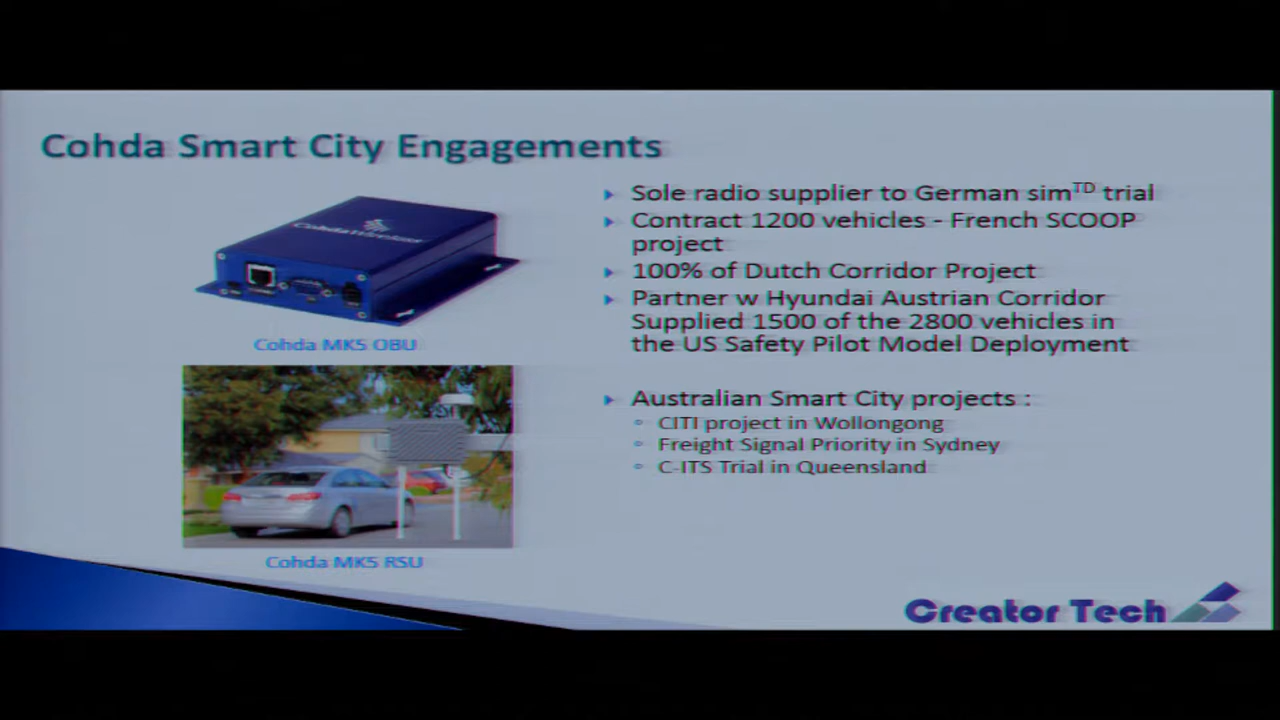 Cohda Smart City Engagements
CohdaWireless
Cohda MK5 OBU
Cohda MK5 RSU
Sole radio supplier to German simTD trial
Contract 1200 vehicles - French SCOOP
project
100% of Dutch Corridor Project
Partner w Hyundai Austrian Corridor
Supplied 1500 of the 2800 vehicles in
the US Safety Pilot Model Deployment
Australian Smart City projects :
CITI project in Wollongong
Freight Signal Priority in Sydney
C-ITS Trial in Queensland
Creator Tech